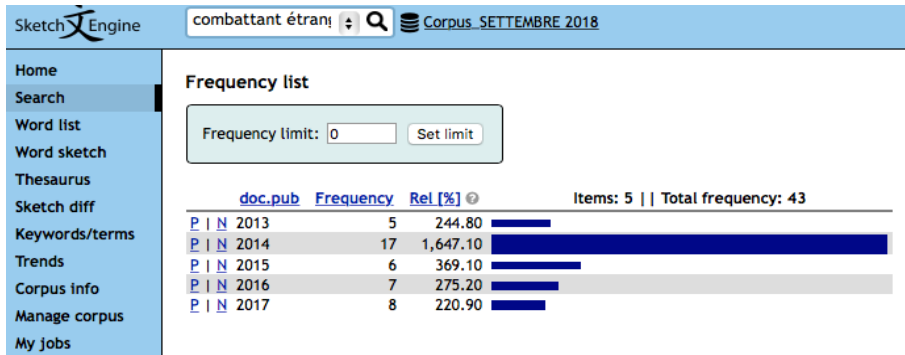 Sketch Engine
combattant étran
Corpus_SETTEMBRE 2018
Home
Search
Word list
Word sketch
Thesaurus
Sketch diff
Keywords/terms
Trends
Corpus info
Manage corpus
My jobs
Frequency list
Frequency limit: 0 Set limit
doc.pub Frequency Rel [%] ? Items: 5 || Total frequency: 43
P | N 2013 5 244.80
P | N 2014 17 1,647.10
P | N 2015 6 369.10
P | N 2016 7 275.20
P | N 2017 8 220.90